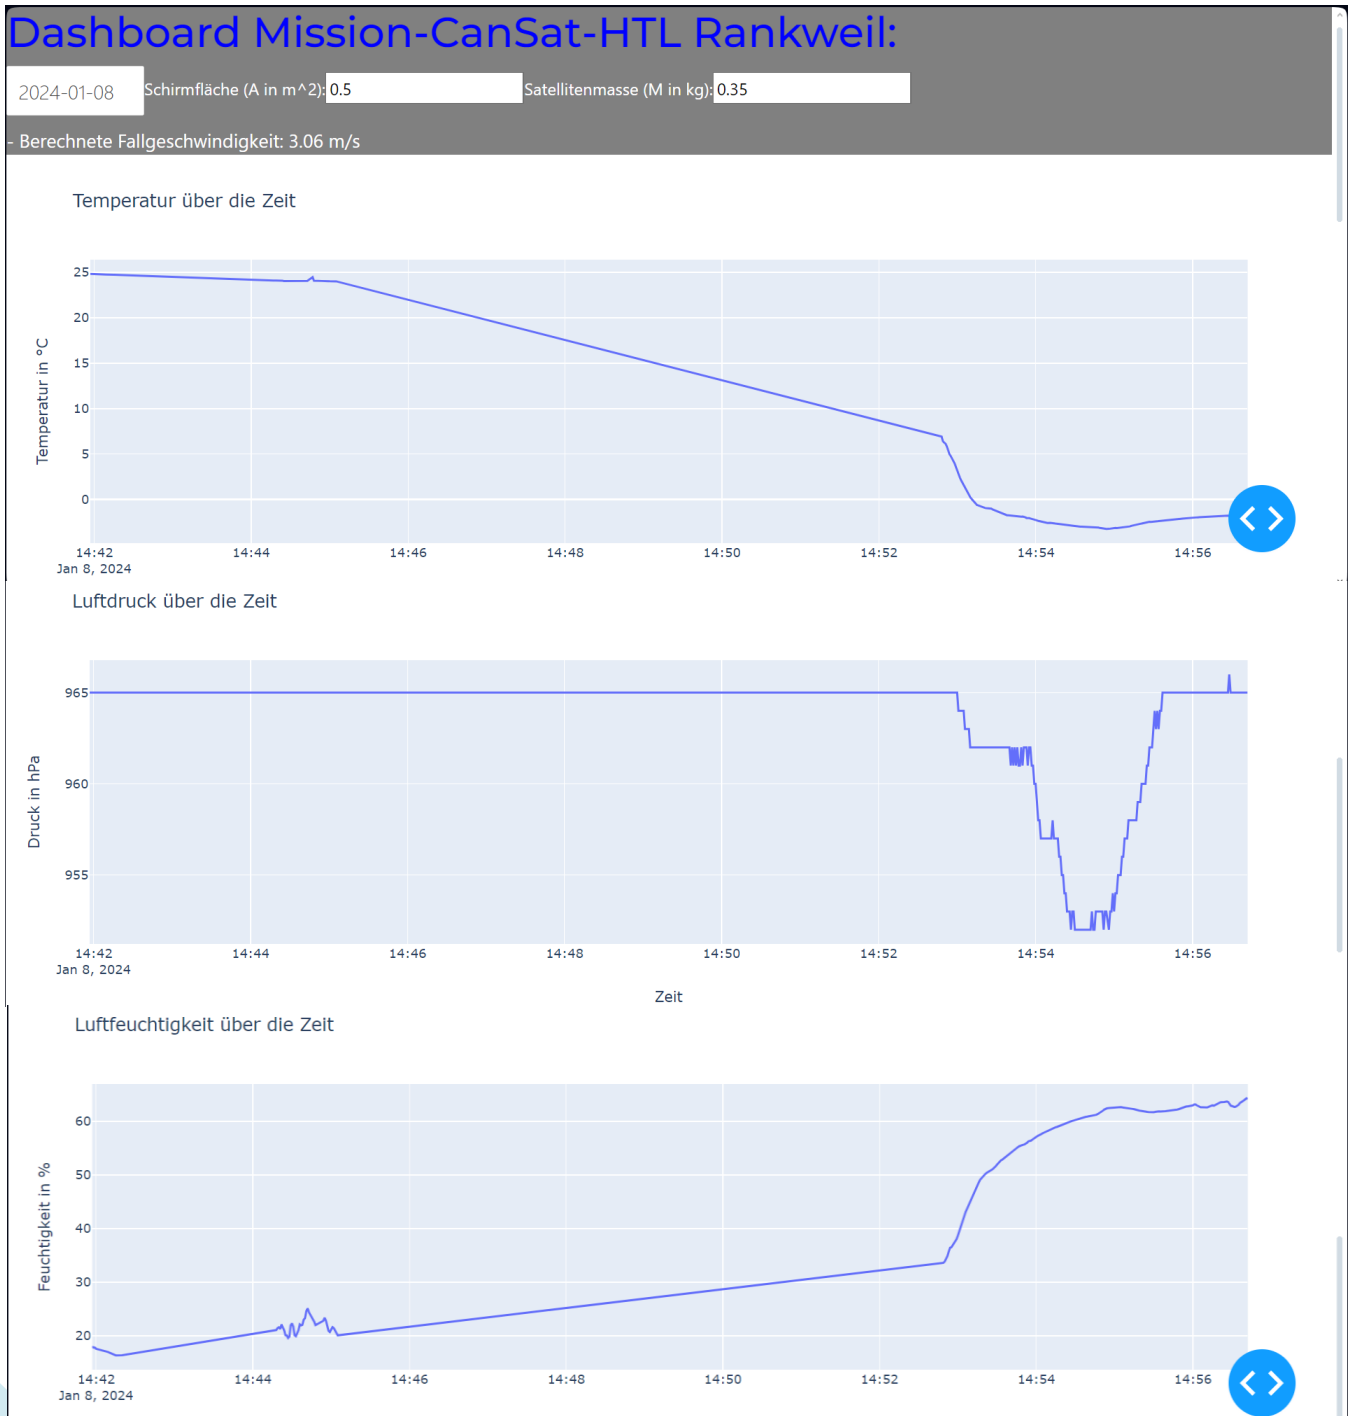 Dashboard Mission-CanSat-HTL Rankweil:
2024-01-08 Schirmfläche (A in m^2): 0.5 Satellitenmasse (M in kg): 0.35
- Berechnete Fallgeschwindigkeit: 3.06 m/s
Temperatur über die Zeit
Temperatur in °C
25
20
15
10
5
0
14:42 14:44 14:46 14:48 14:50 14:52 14:54 14:56
Jan 8, 2024
Luftdruck über die Zeit
Druck in hPa
965
960
955
14:42 14:44 14:46 14:48 14:50 14:52 14:54 14:56
Jan 8, 2024
Zeit
Luftfeuchtigkeit über die Zeit
Feuchtigkeit in %
60
50
40
30
20
14:42 14:44 14:46 14:48 14:50 14:52 14:54 14:56
Jan 8, 2024